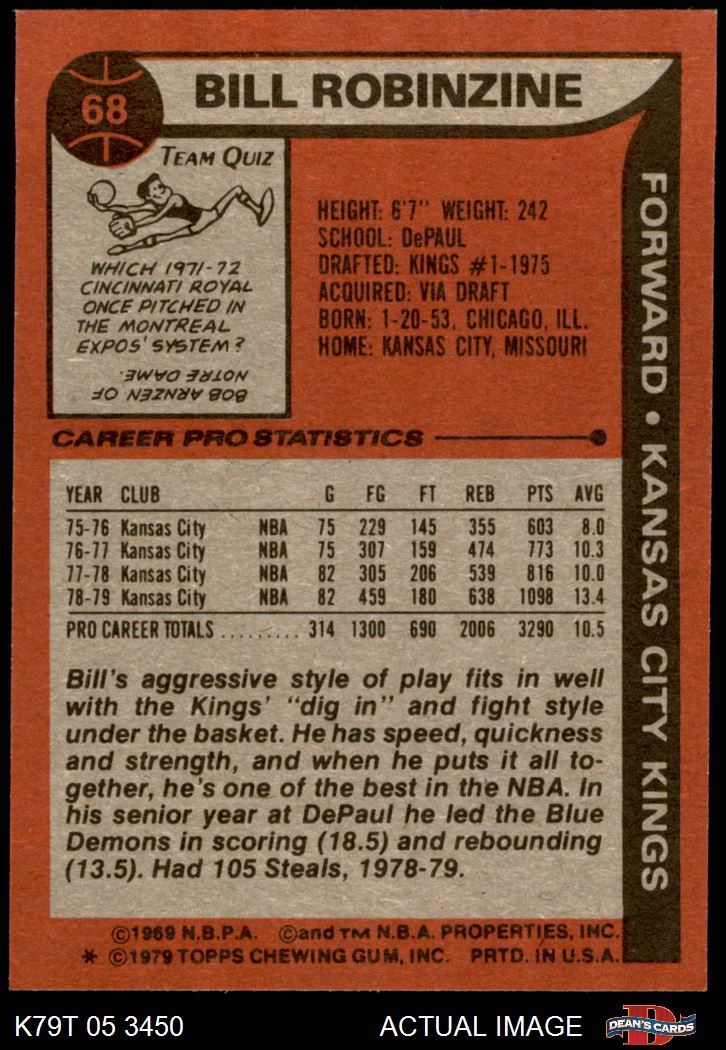 68
BILL ROBINZINE
TEAM QUIZ
WHICH 1971-72
CINCINNATI ROYAL
ONCE PITCHED IN
THE MONTREAL
EXPOS' SYSTEM?
BOB ARNZEN OF
NOTRE DAME.
HEIGHT: 6'7" WEIGHT: 242
SCHOOL: DePAUL
DRAFTED: KINGS #1-1975
ACQUIRED: VIA DRAFT
BORN: 1-20-53, CHICAGO, ILL.
HOME: KANSAS CITY, MISSOURI
FORWARD • KANSAS CITY KINGS
CAREER PRO STATISTICS
YEAR CLUB G FG FT REB PTS AVG
75-76 Kansas City NBA 75 229 145 355 603 8.0
76-77 Kansas City NBA 75 307 159 474 773 10.3
77-78 Kansas City NBA 82 305 206 539 816 10.0
78-79 Kansas City NBA 82 459 180 638 1098 13.4
PRO CAREER TOTALS ......... 314 1300 690 2006 3290 10.5
Bill's aggressive style of play fits in well
with the Kings' "dig in" and fight style
under the basket. He has speed, quickness
and strength, and when he puts it all to-
gether, he's one of the best in the NBA. In
his senior year at DePaul he led the Blue
Demons in scoring (18.5) and rebounding
(13.5). Had 105 Steals, 1978-79.
©1969 N.B.P.A. ©and TM N.B.A. PROPERTIES, INC.
* ©1979 TOPPS CHEWING GUM, INC. PRTD. IN U.S.A.
K79T 05 3450
ACTUAL IMAGE
D
DEAN'S CARDS